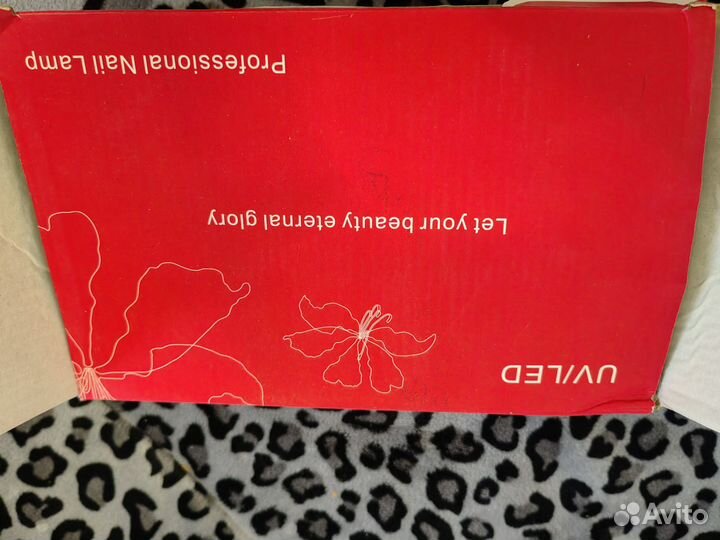 UV/LED
Let your beauty eternal glory
Professional Nail Lamp
Avito